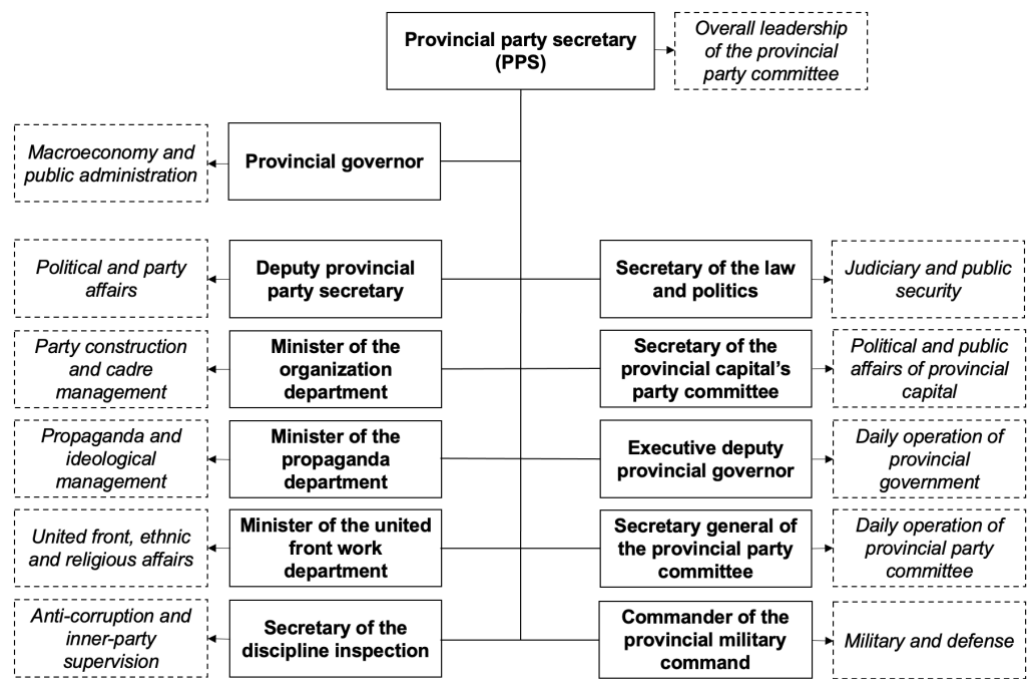 Provincial party secretary
(PPS)
Overall leadership
of the provincial
party committee
Macroeconomy and
public administration
Provincial governor
Political and party
affairs
Deputy provincial
party secretary
Secretary of the law
and politics
Judiciary and public
security
Party construction
and cadre
management
Minister of the
organization
department
Secretary of the
provincial capital's
party committee
Political and public
affairs of provincial
capital
Propaganda and
ideological
management
Minister of the
propaganda
department
Executive deputy
provincial governor
Daily operation of
provincial
government
United front, ethnic
and religious affairs
Minister of the united
front work
department
Secretary general of
the provincial party
committee
Daily operation of
provincial party
committee
Anti-corruption and
inner-party
supervision
Secretary of the
discipline inspection
Commander of the
provincial military
command
Military and defense